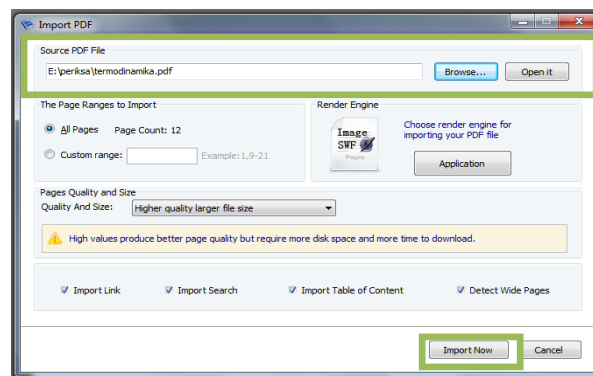 Import PDF
Source PDF File
E:\periksa\termodinamika.pdf
Browse...
Open it
The Page Ranges to Import
Render Engine
All Pages
Page Count: 12
Custom range:
Example:1,9-21
Image
SWF
Pages
Choose render engine for
importing your PDF file
Application
Pages Quality and Size
Quality And Size:
Higher quality larger file size
High values produce better page quality but require more disk space and more time to download.
Import Link
Import Search
Import Table of Content
Detect Wide Pages
Import Now
Cancel